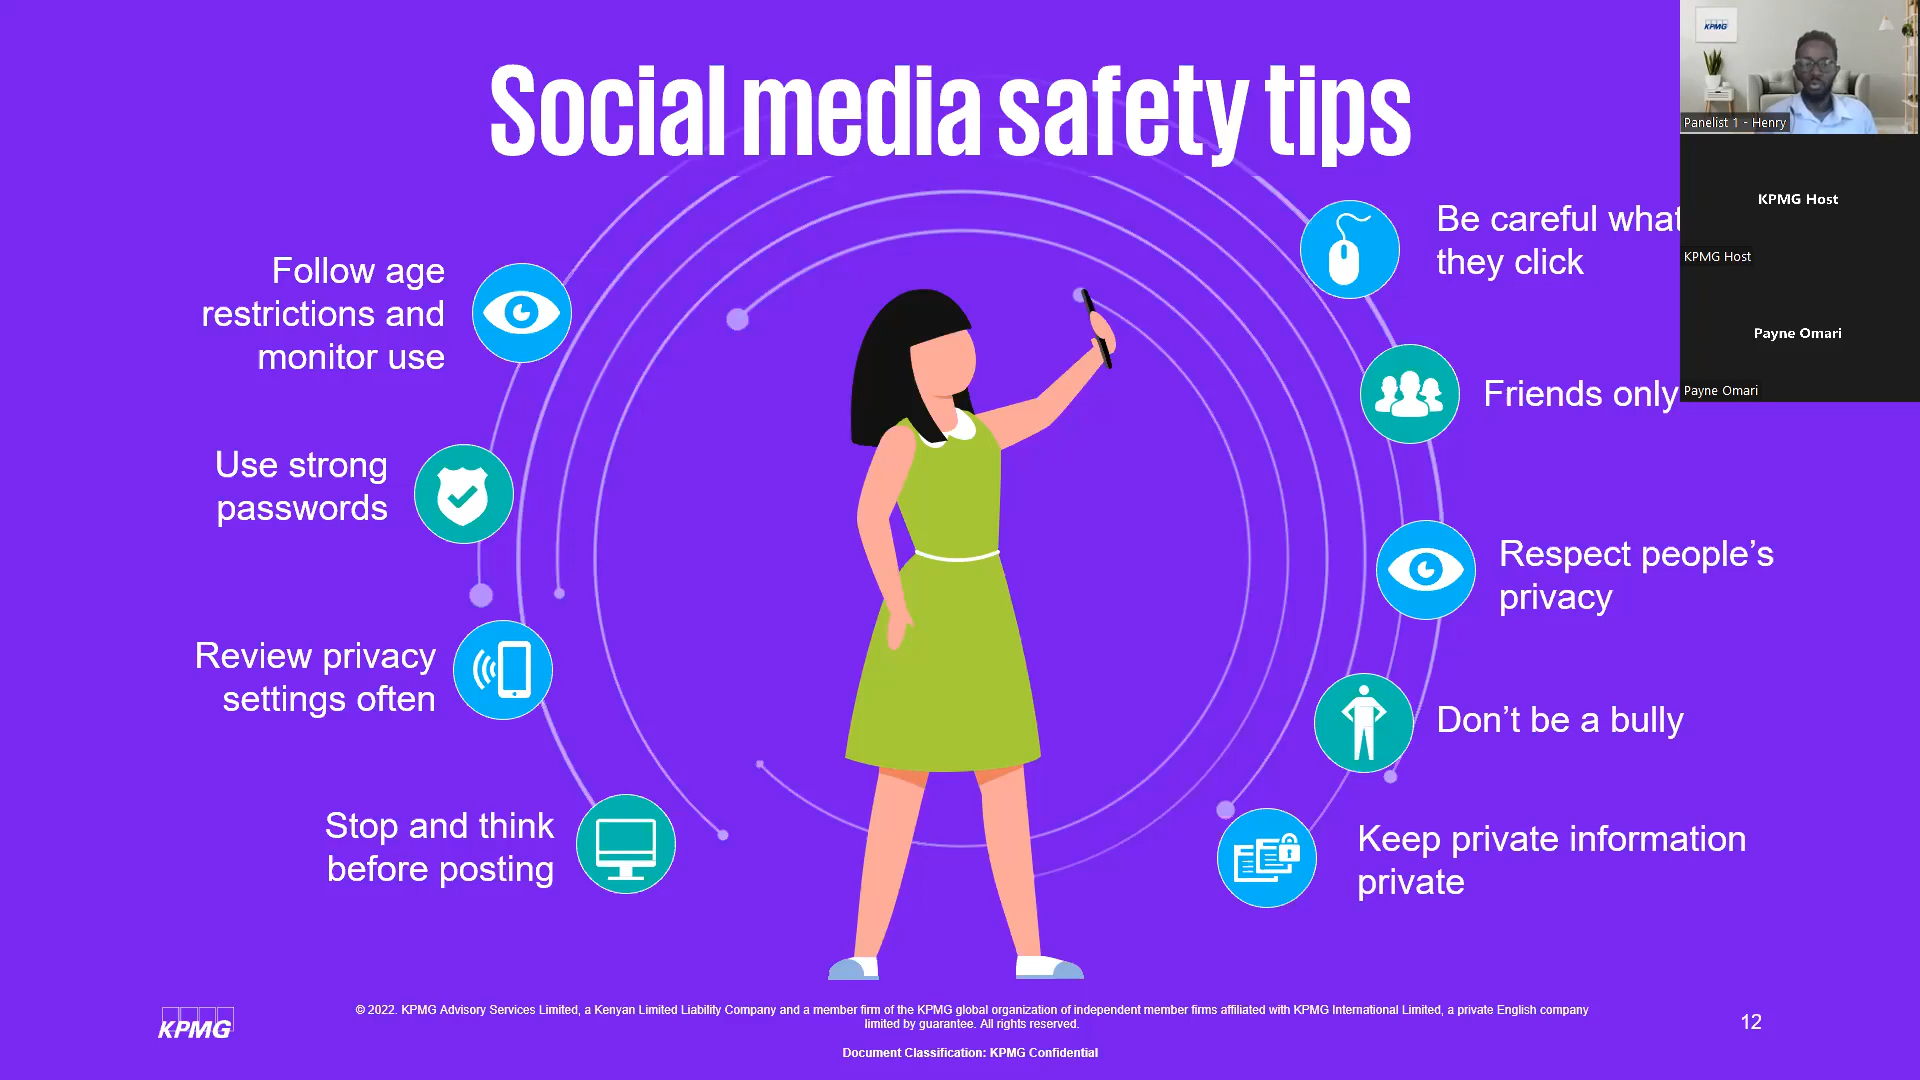 Social media safety tips
Follow age
restrictions and
monitor use
Use strong
passwords
Review privacy
settings often
Stop and think
before posting
Be careful what
they click
Friends only
Respect people’s
privacy
Don’t be a bully
Keep private information
private
KPMG
Panelist 1 - Henry
KPMG Host
KPMG Host
Payne Omari
Payne Omari
KPMG
© 2022. KPMG Advisory Services Limited, a Kenyan Limited Liability Company and a member firm of the KPMG global organization of independent member firms affiliated with KPMG International Limited, a private English company
limited by guarantee. All rights reserved.
Document Classification: KPMG Confidential
12